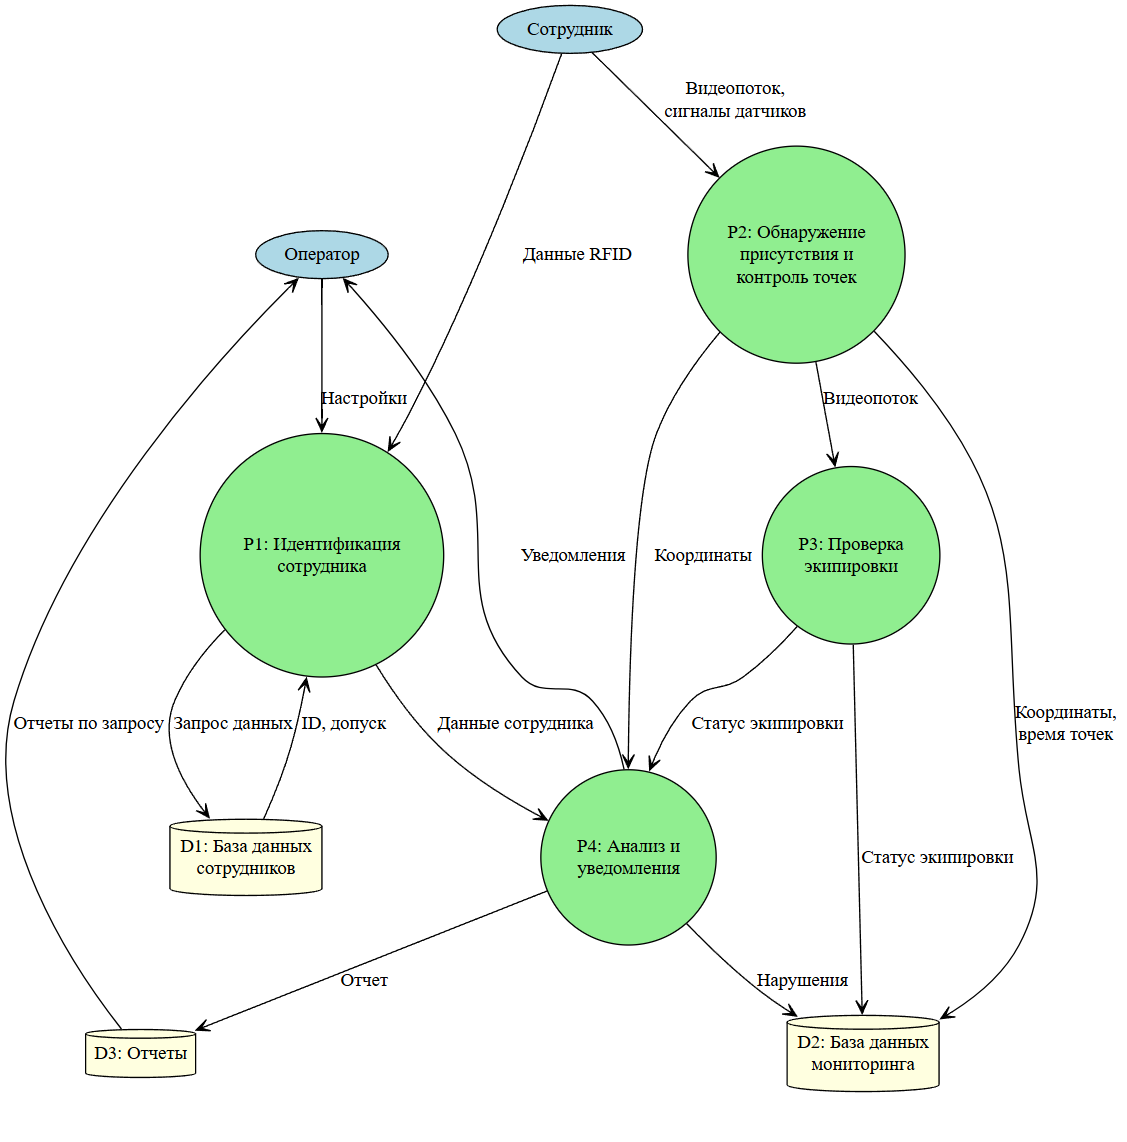 Сотрудник
Видеопоток,
сигналы датчиков
P2: Обнаружение
присутствия и
контроль точек
Оператор
Данные RFID
Настройки
Видеопоток
P1: Идентификация
сотрудника
Уведомления
Координаты
P3: Проверка
экипировки
Отчеты по запросу
Запрос данных
ID, допуск
Данные сотрудника
Статус экипировки
Координаты,
время точек
D1: База данных
сотрудников
P4: Анализ и
уведомления
Статус экипировки
Отчет
Нарушения
D3: Отчеты
D2: База данных
мониторинга